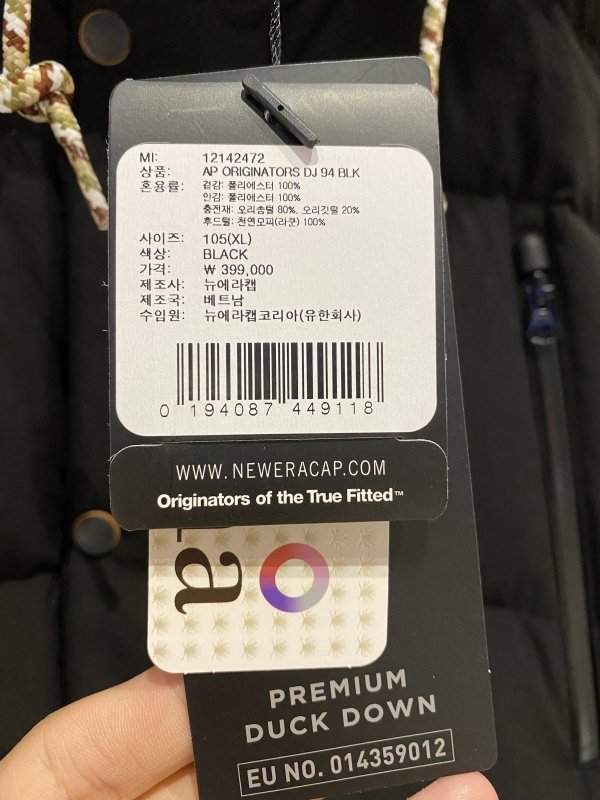 MI: 12142472
상품: AP ORIGINATORS DJ 94 BLK
혼용률: 겉감: 폴리에스터 100%
안감: 폴리에스터 100%
충전재: 오리솜털 80%, 오리깃털 20%
후드털: 천연모피(라쿤) 100%
사이즈: 105(XL)
색상: BLACK
가격: ₩ 399,000
제조사: 뉴에라캡
제조국: 베트남
수입원: 뉴에라캡코리아(유한회사)
0 194087 449118
WWW.NEWERACAP.COM
Originators of the True Fitted™
a
PREMIUM
DUCK DOWN
EU NO. 014359012